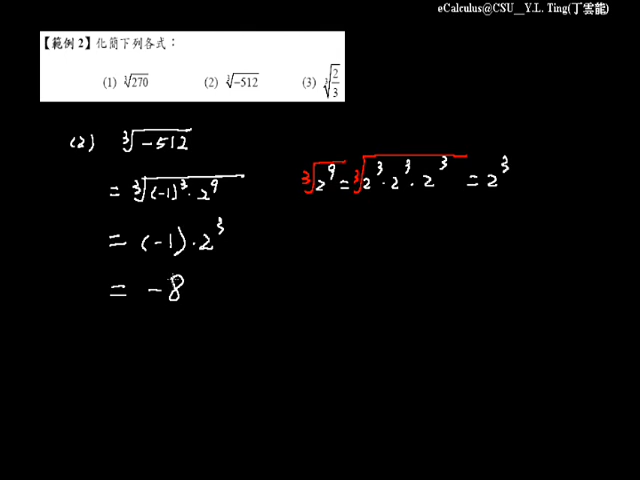 eCalculus@CSU__Y.L. Ting(丁雲龍)
【範例 2】化簡下列各式：
(1) ∛270 (2) ∛-512 (3) ∛(2/3)
(2) ∛-512
= ∛((-1)³·2⁹)
∛2⁹ = ∛(2³·2³·2³) = 2³
= (-1)·2³
= -8